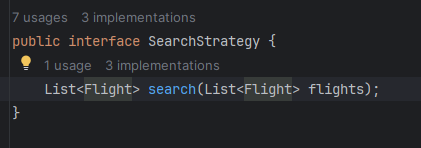 7 usages   3 implementations
public interface SearchStrategy {
1 usage   3 implementations
List<Flight> search(List<Flight> flights);
}